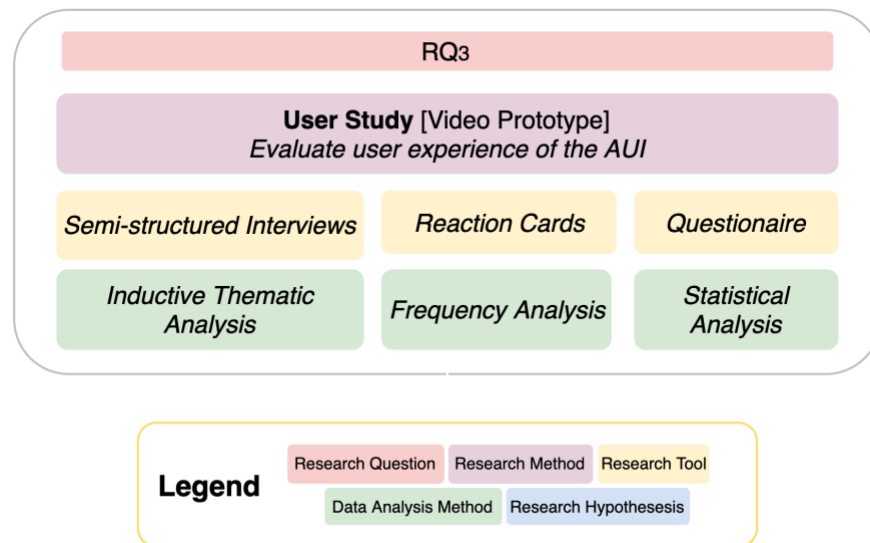 RQ3
User Study [Video Prototype]
Evaluate user experience of the AUI
Semi-structured Interviews
Reaction Cards
Questionaire
Inductive Thematic
Analysis
Frequency Analysis
Statistical
Analysis
Legend
Research Question
Research Method
Research Tool
Data Analysis Method
Research Hypothesesis